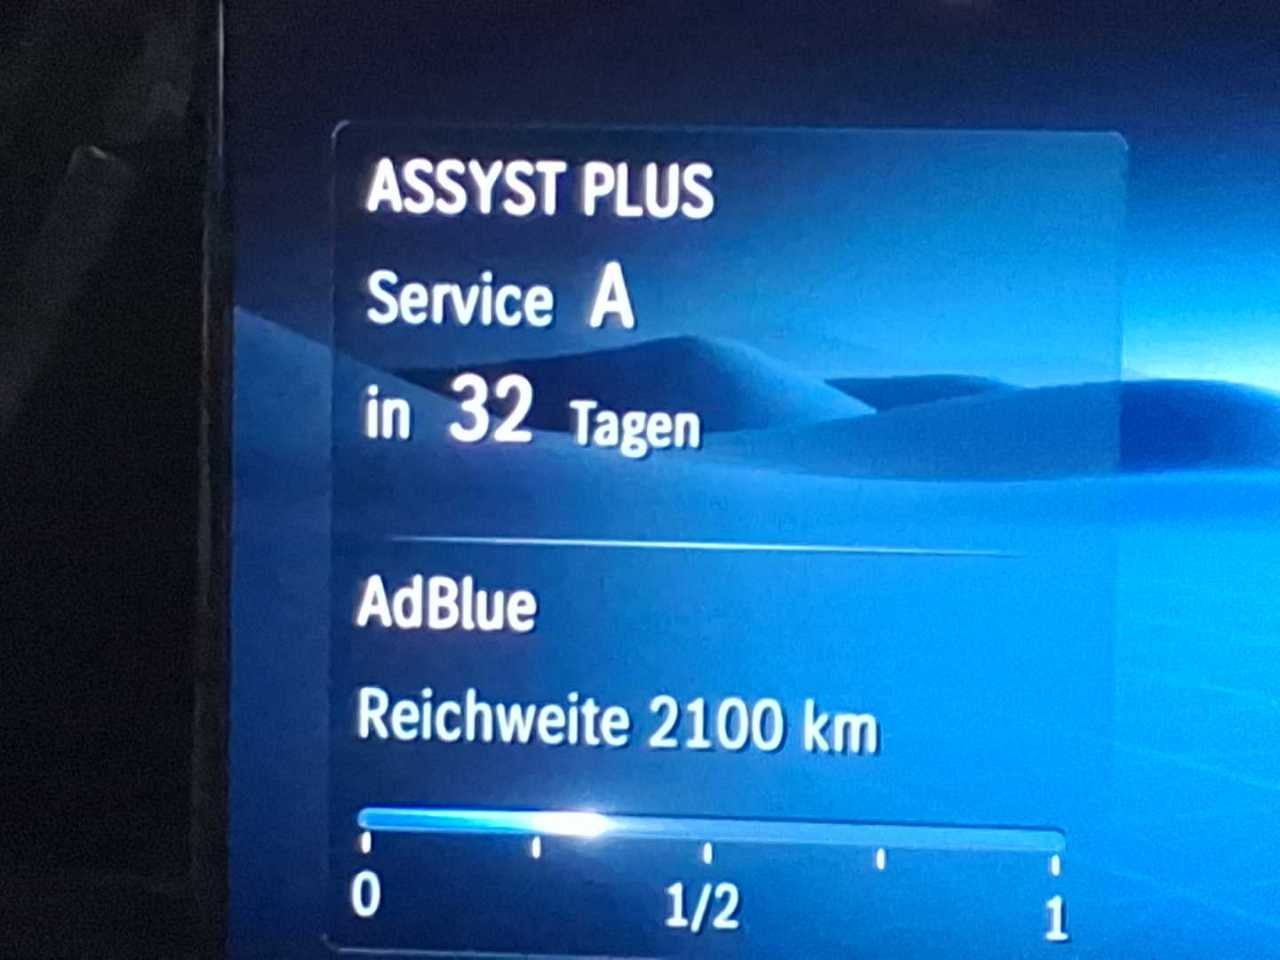 ASSYST PLUS
Service A
in 32 Tagen
AdBlue
Reichweite 2100 km
0 1/2 1